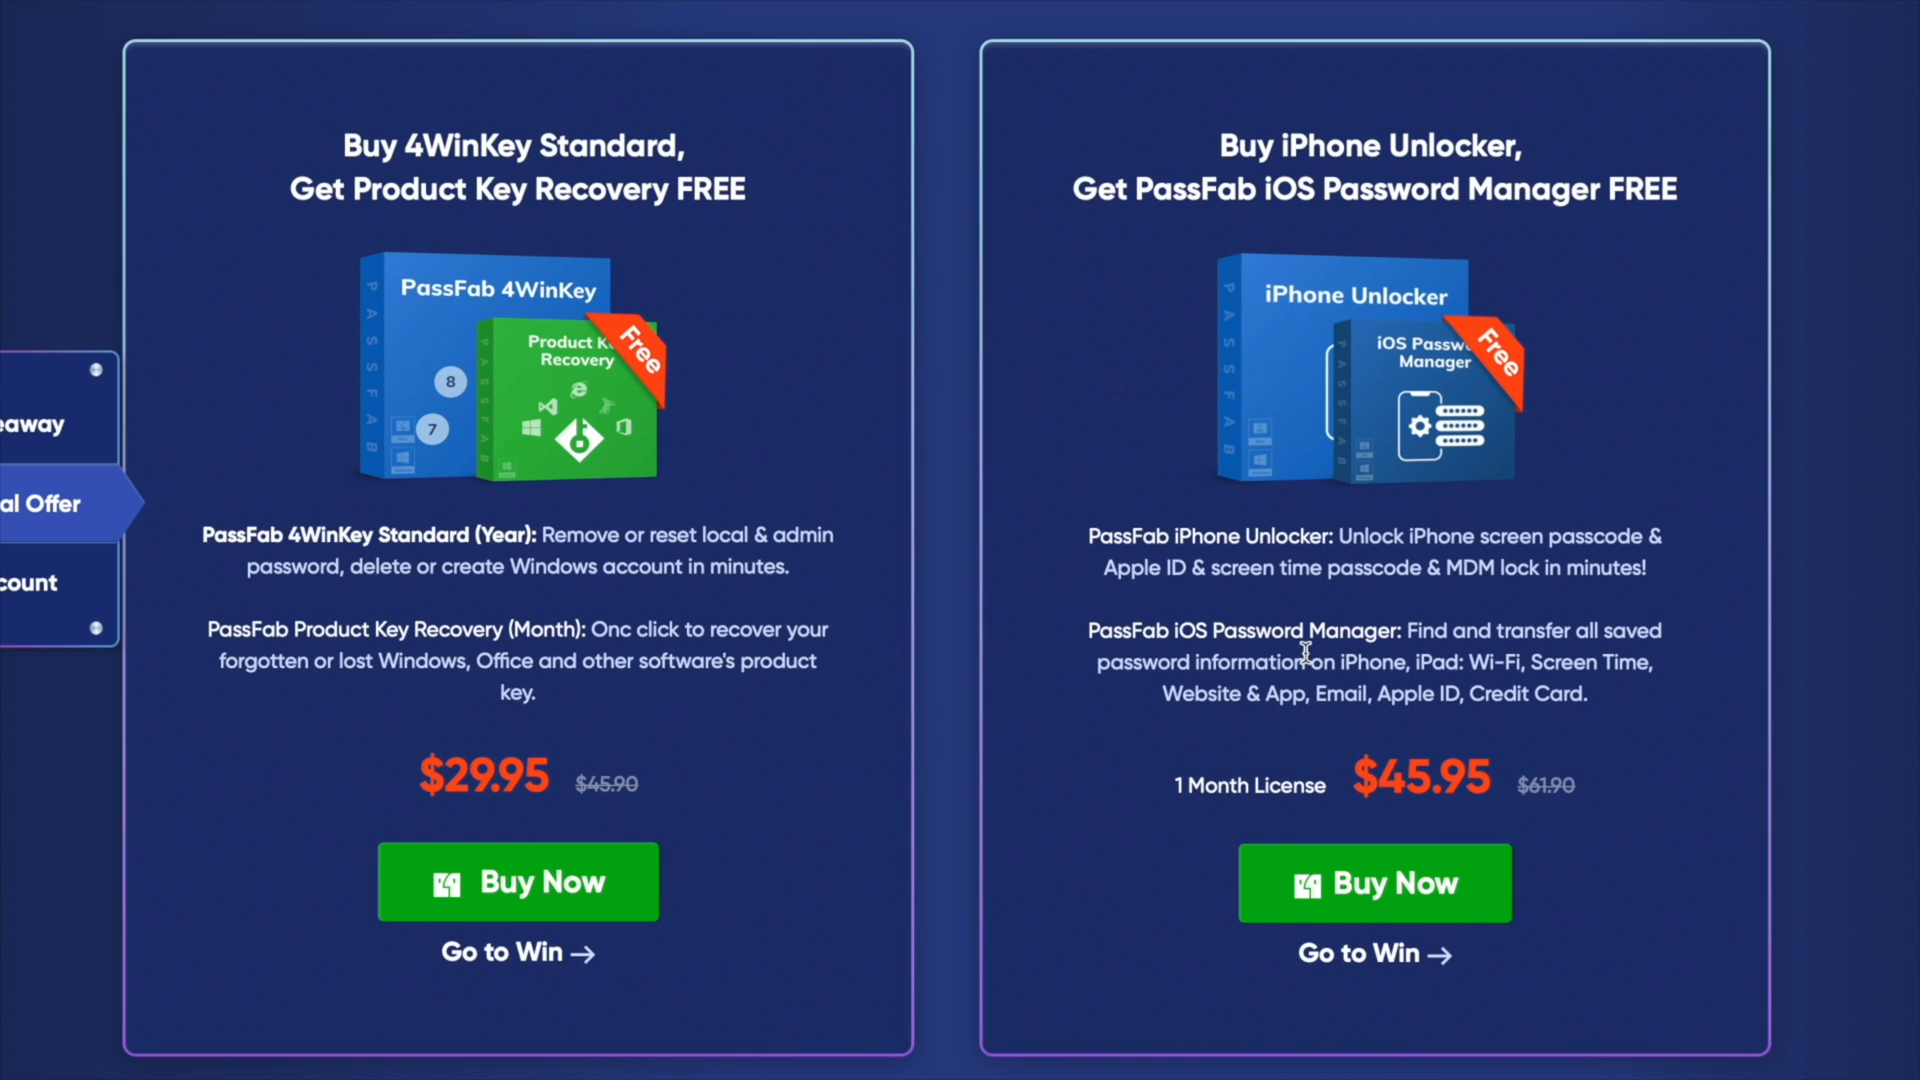 Buy 4WinKey Standard,
Get Product Key Recovery FREE
PassFab 4WinKey
PASSFAB
8
7
Product K
Recovery
PASSFAB
Free
PassFab 4WinKey Standard (Year): Remove or reset local & admin
password, delete or create Windows account in minutes.
PassFab Product Key Recovery (Month): Onc click to recover your
forgotten or lost Windows, Office and other software's product
key.
$29.95 $45.90
Buy Now
Go to Win →
Buy iPhone Unlocker,
Get PassFab iOS Password Manager FREE
iPhone Unlocker
PASSFAB
iOS Passw
Manager
PASSFAB
Free
PassFab iPhone Unlocker: Unlock iPhone screen passcode &
Apple ID & screen time passcode & MDM lock in minutes!
PassFab iOS Password Manager: Find and transfer all saved
password information on iPhone, iPad: Wi-Fi, Screen Time,
Website & App, Email, Apple ID, Credit Card.
1 Month License $45.95 $61.90
Buy Now
Go to Win →
eaway
al Offer
count